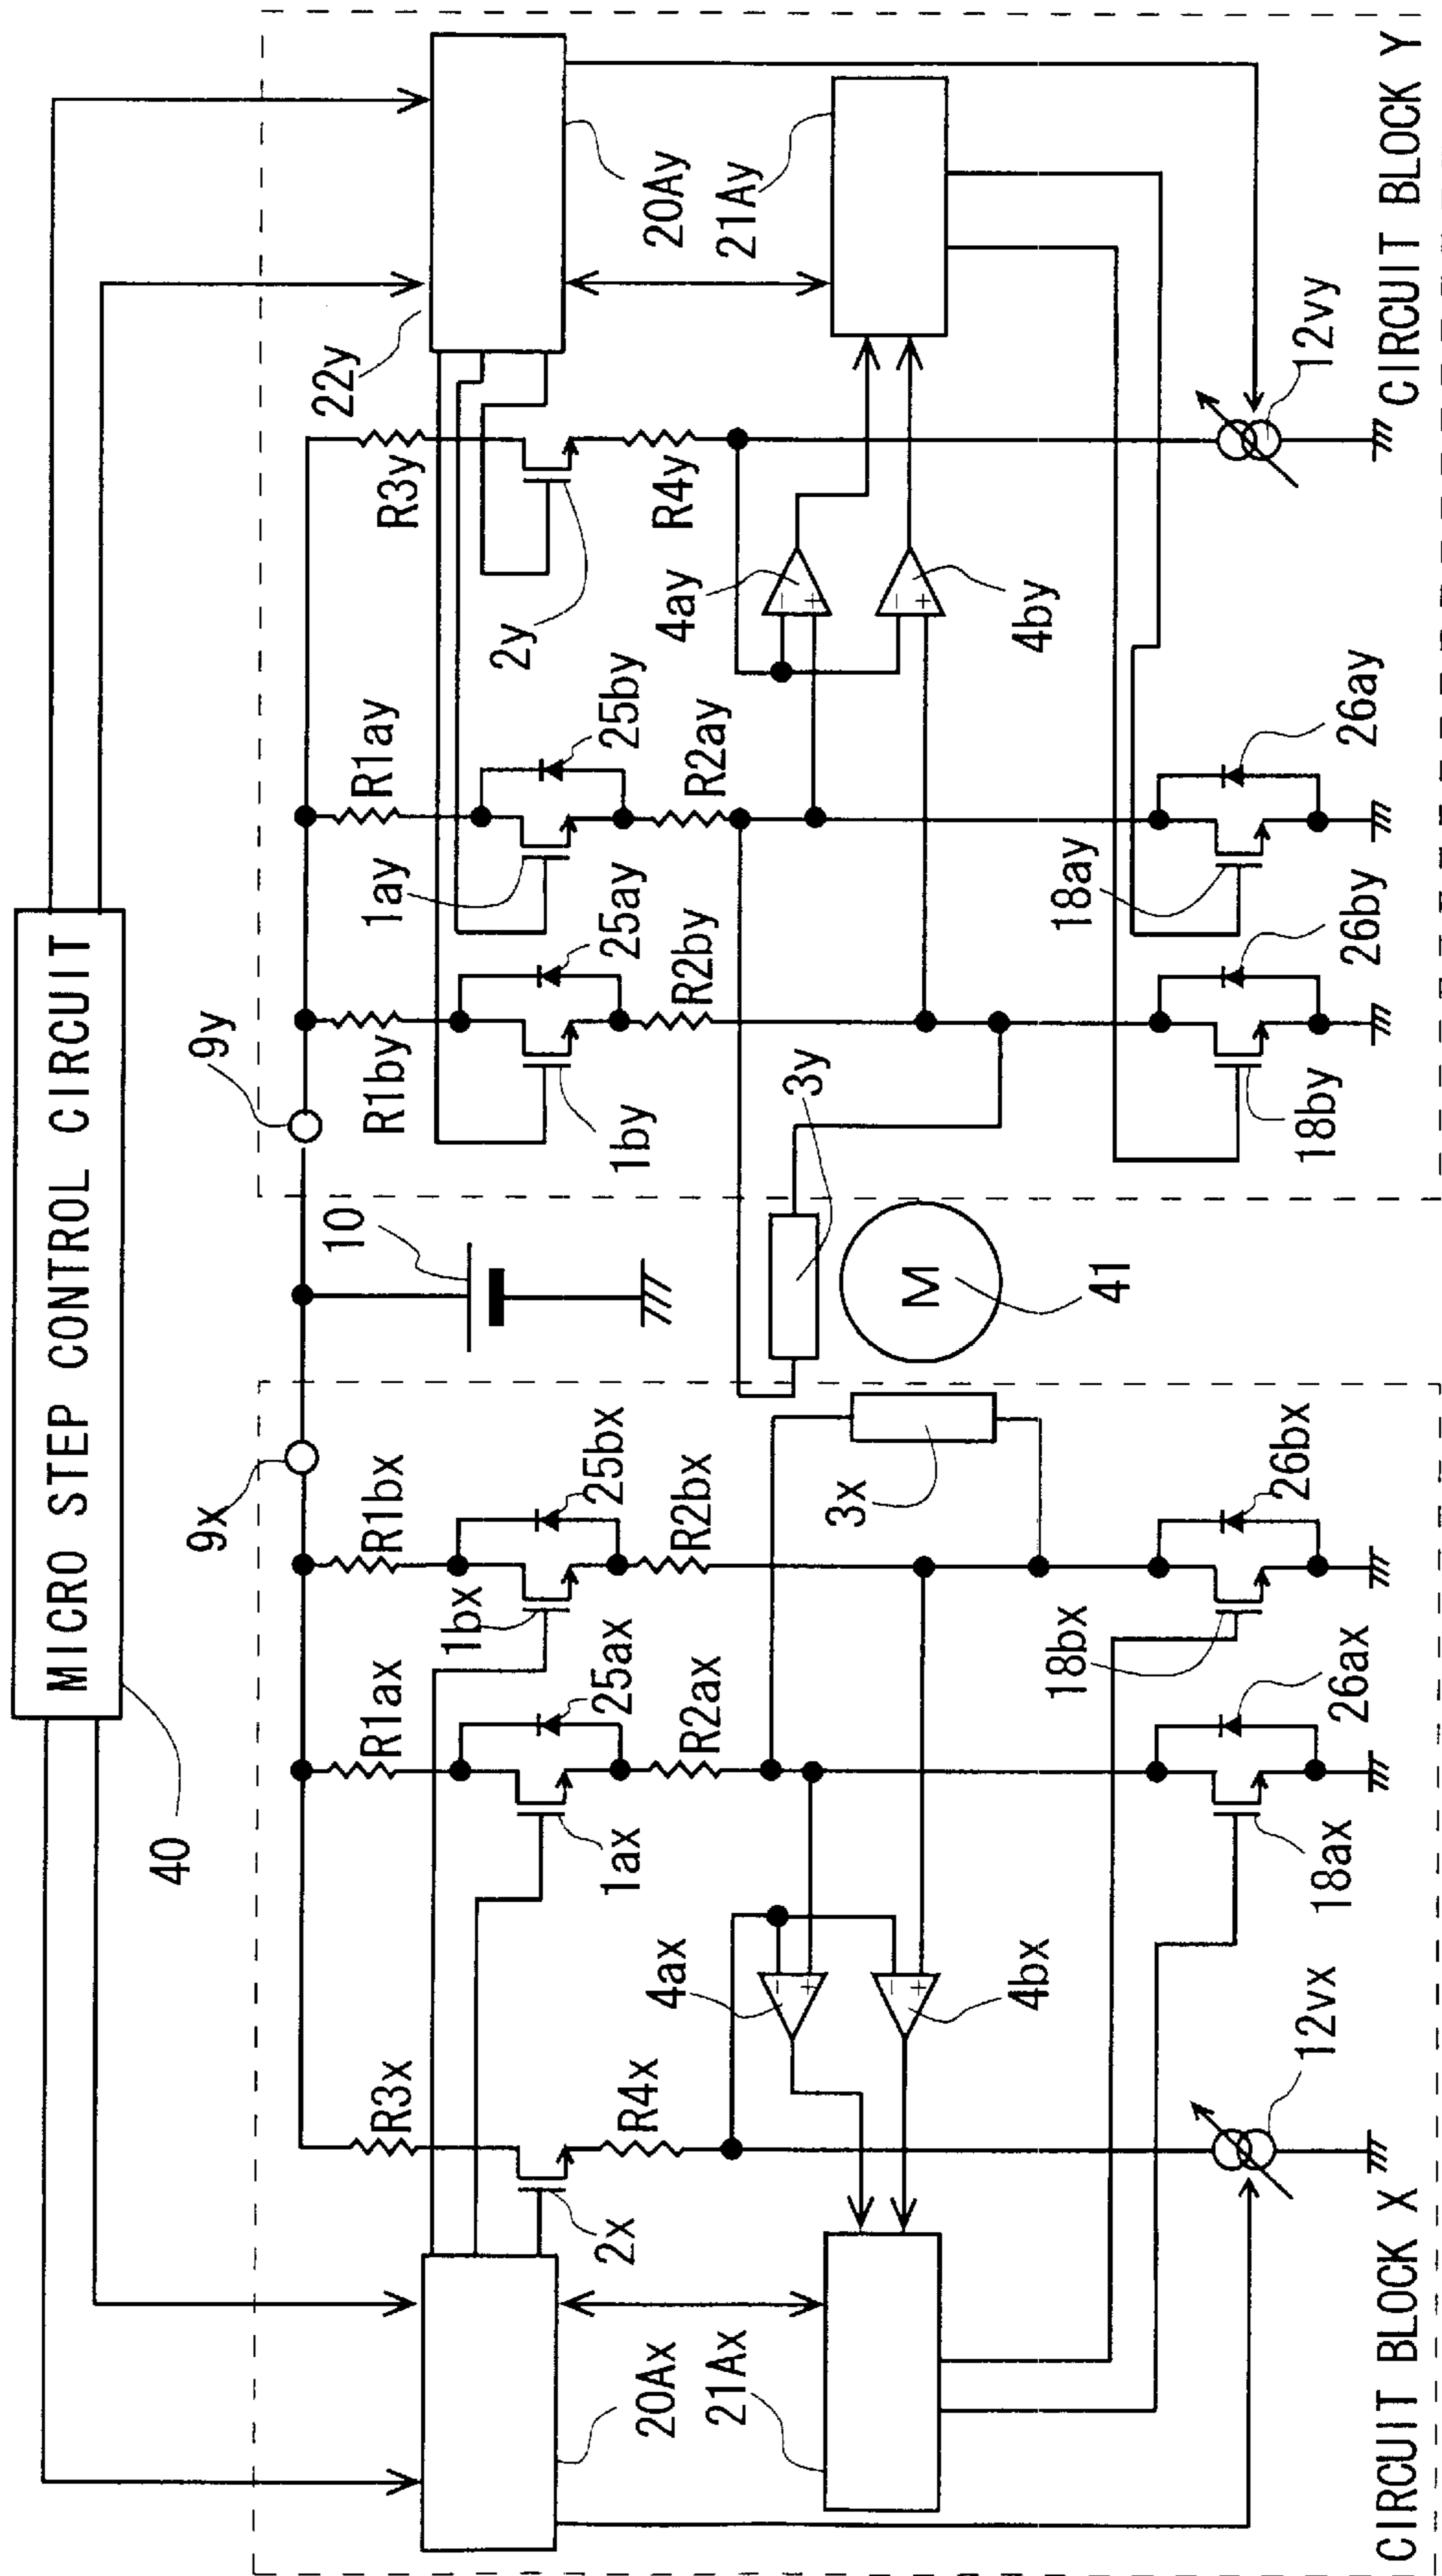 MICRO STEP CONTROL CIRCUIT
40
9x
9y
10
22y
R3x
R1ax
R1bx
R1by
R1ay
R3y
2x
1ax
25ax
1bx
25bx
1by
25ay
1ay
25by
2y
20Ax
20Ay
R4x
R2ax
R2bx
R2by
R2ay
R4y
21Ax
21Ay
4ax
- +
4bx
- +
3x
3y
M
41
4ay
- +
4by
- +
12vx
18ax
26ax
18bx
26bx
18by
26by
18ay
26ay
12vy
CIRCUIT BLOCK X
CIRCUIT BLOCK Y